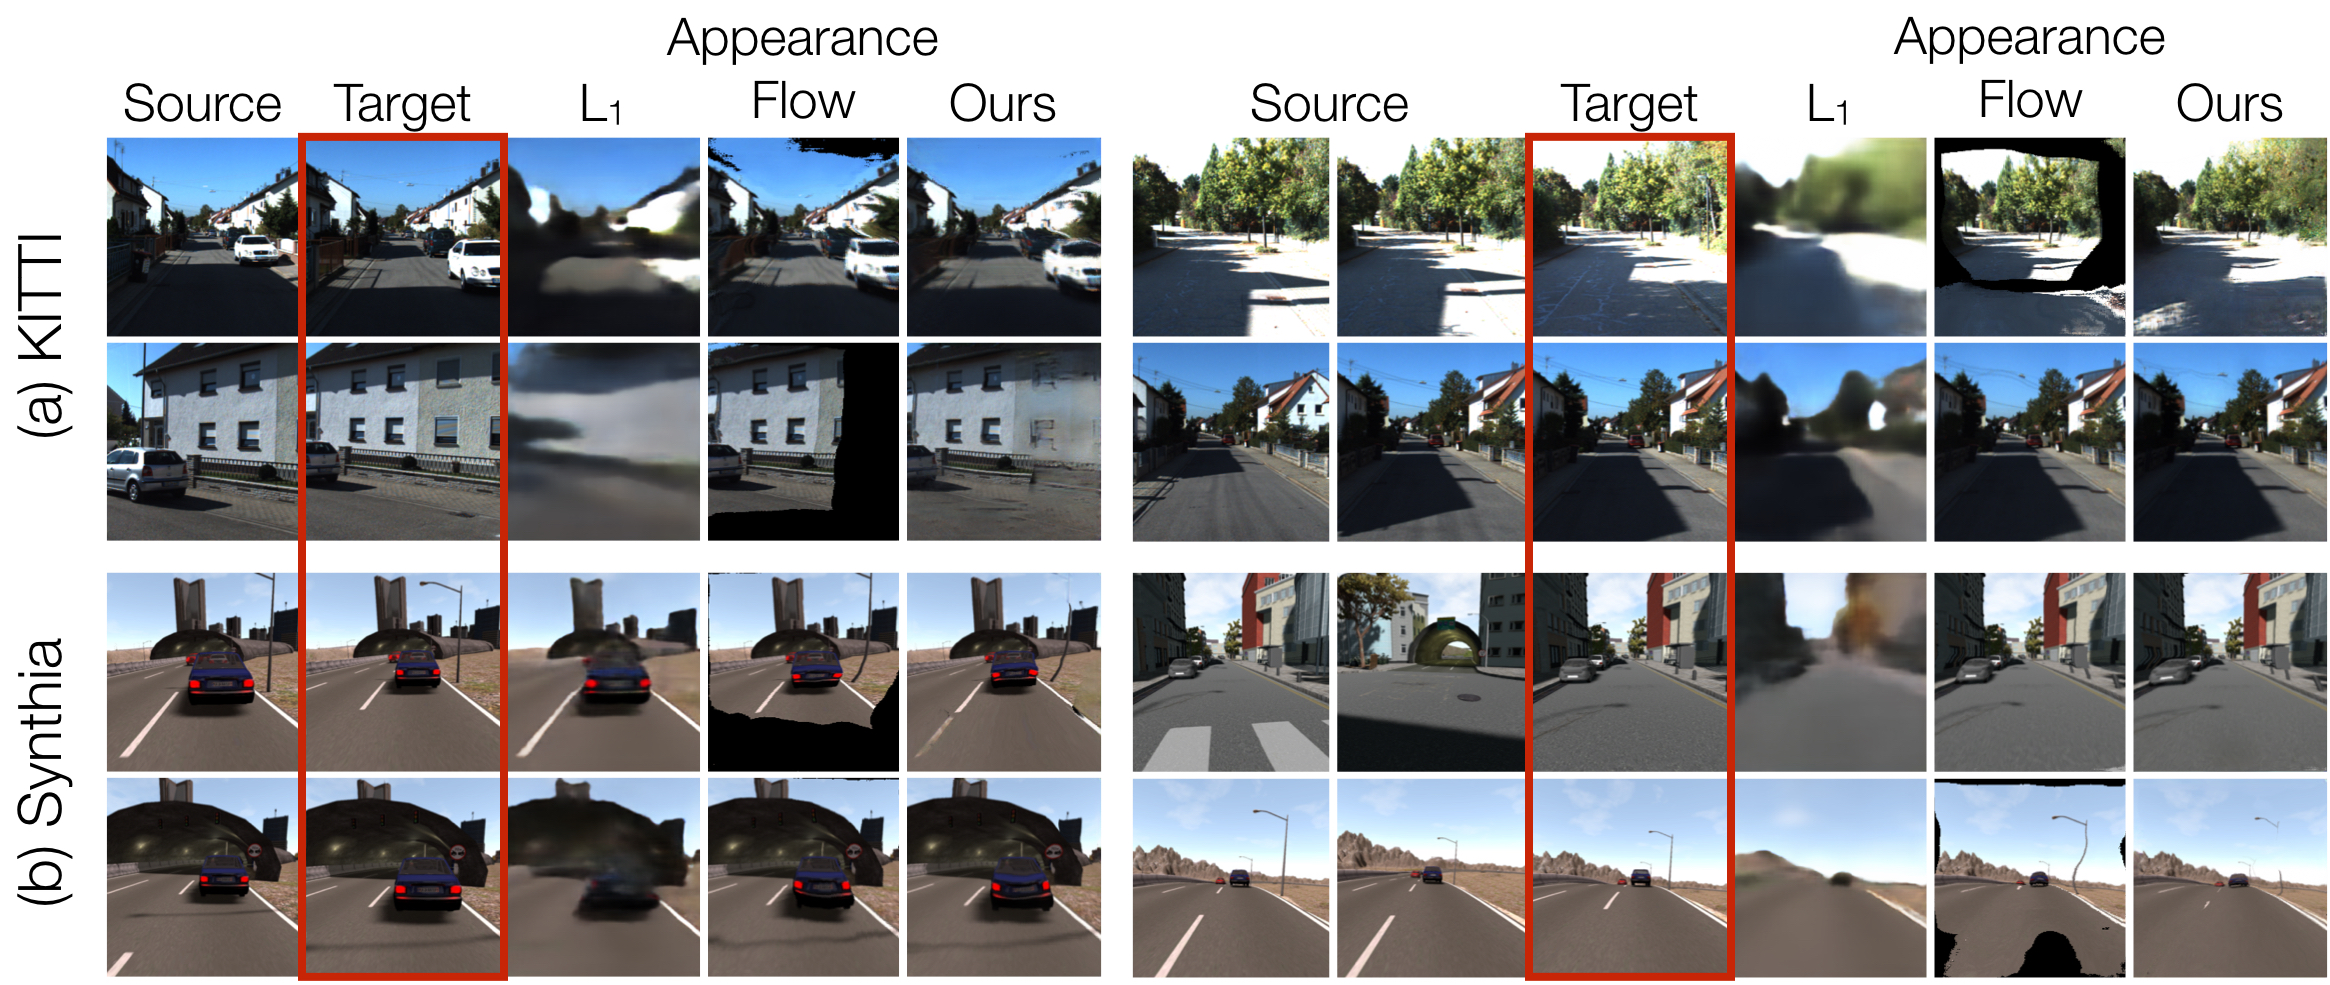 Appearance
Source Target L₁ Flow Ours
Appearance
Source Target L₁ Flow Ours
(a) KITTI
(b) Synthia